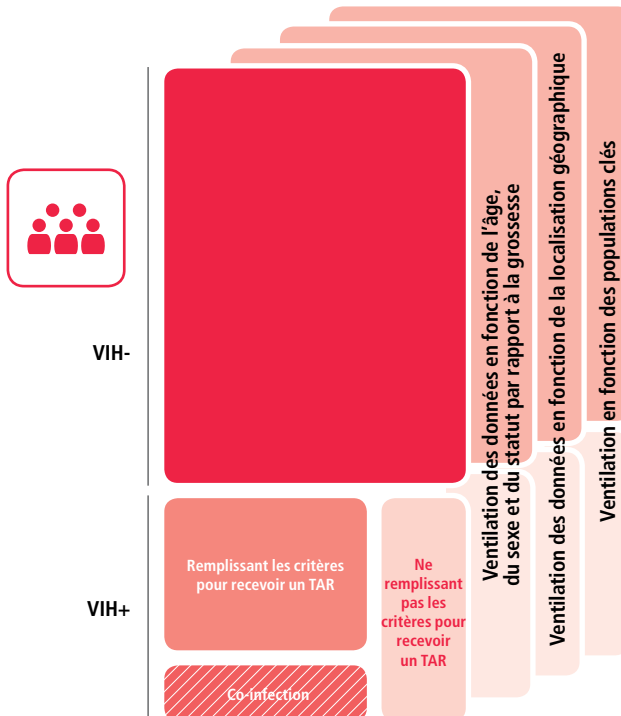 VIH-
Ventilation des données en fonction de l'âge,
du sexe et du statut par rapport à la grossesse
Ventilation des données en fonction de la localisation géographique
Ventilation en fonction des populations clés
VIH+
Remplissant les critères
pour recevoir un TAR
Ne
remplissant
pas les
critères pour
recevoir
un TAR
Co-infection